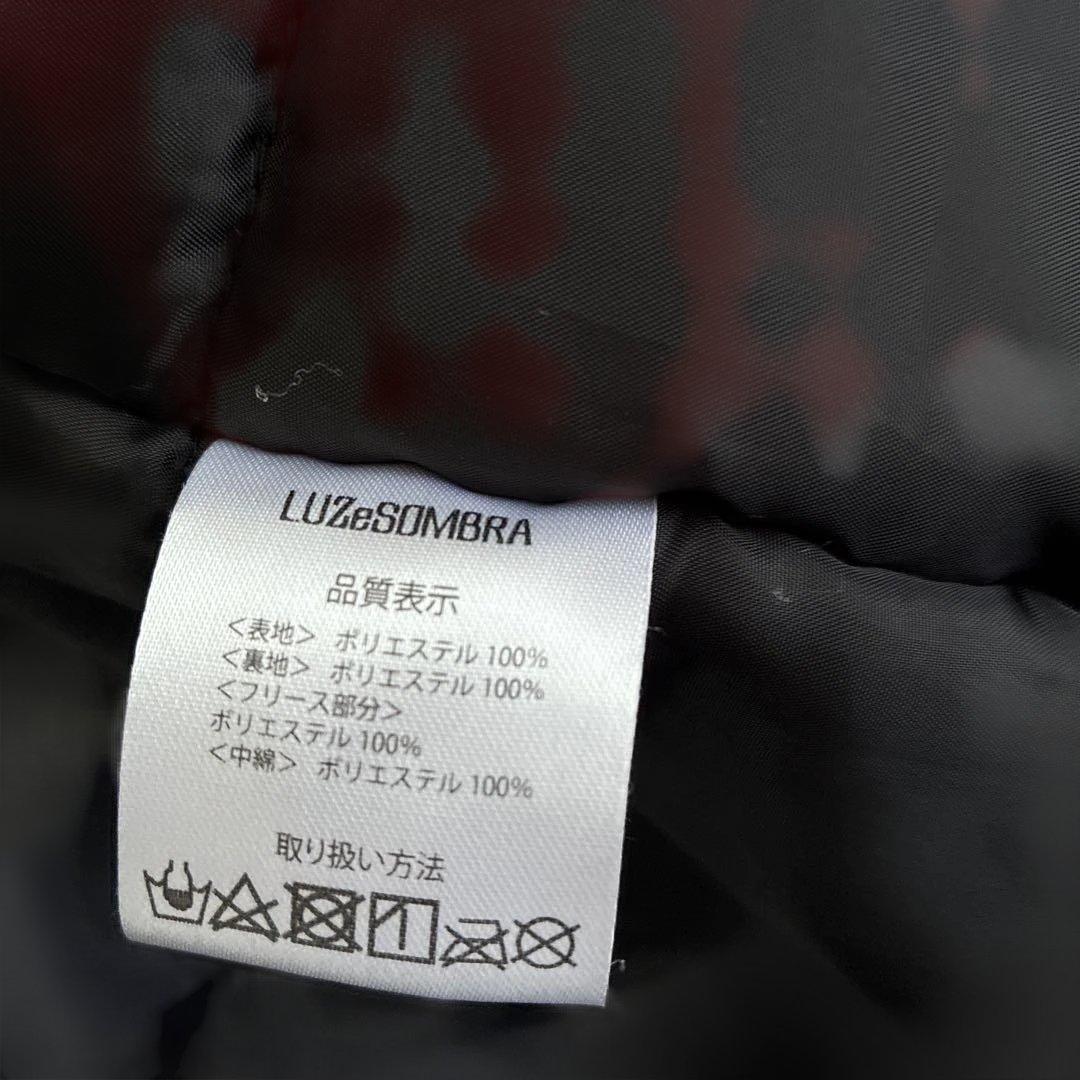 LUZeSOMBRA
品質表示
＜表地＞ ポリエステル 100%
＜裏地＞ ポリエステル 100%
＜フリース部分＞
ポリエステル 100%
＜中綿＞ ポリエステル 100%
取り扱い方法